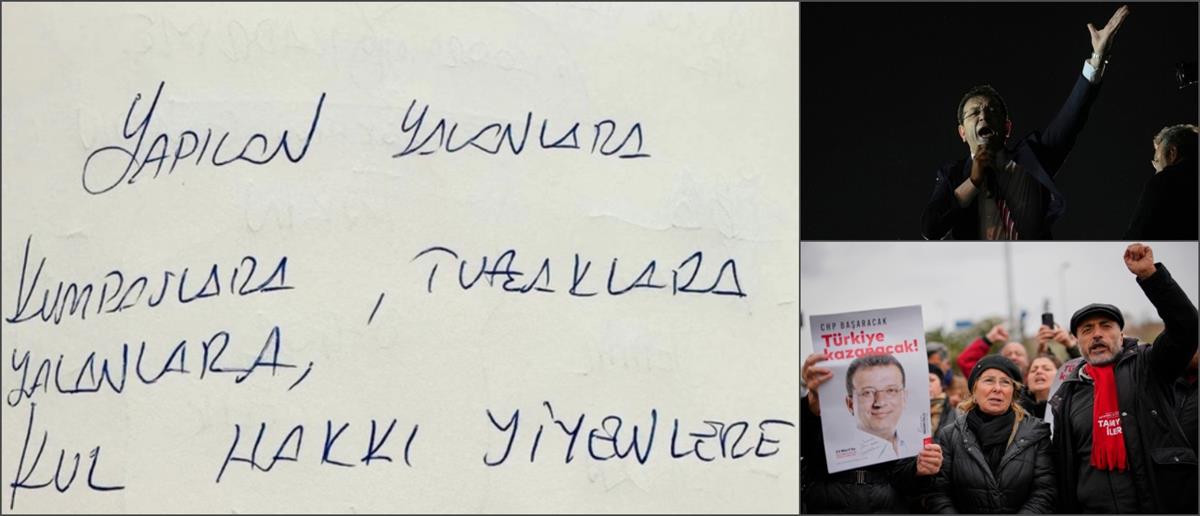 YAPILAN YALANLARA
KUMPASLARA, TUZAKLARA
YALANLARA,
KUL HAKKI YİYENLERE
CHP BAŞARACAK
Türkiye
kazanacak!